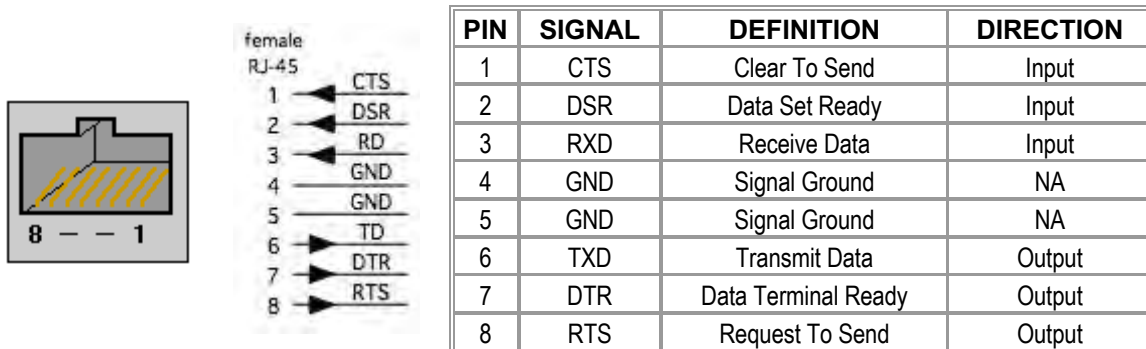 8 – – 1
female
RJ-45
1 CTS
2 DSR
3 RD
4 GND
5 GND
6 TD
7 DTR
8 RTS
PIN SIGNAL DEFINITION DIRECTION
1 CTS Clear To Send Input
2 DSR Data Set Ready Input
3 RXD Receive Data Input
4 GND Signal Ground NA
5 GND Signal Ground NA
6 TXD Transmit Data Output
7 DTR Data Terminal Ready Output
8 RTS Request To Send Output